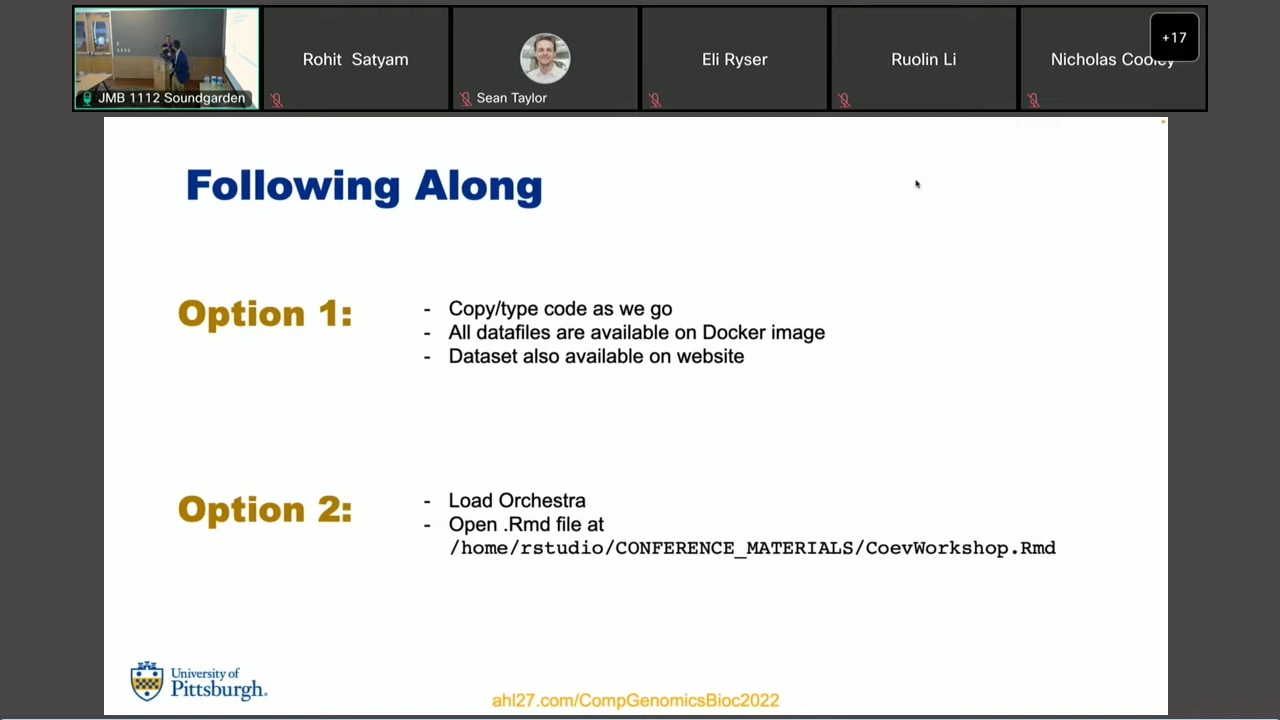 JMB 1112 Soundgarden
Rohit Satyam
Sean Taylor
Eli Ryser
Ruolin Li
Nicholas Cooley
+17
Following Along
Option 1:
- Copy/type code as we go
- All datafiles are available on Docker image
- Dataset also available on website
Option 2:
- Load Orchestra
- Open .Rmd file at
/home/rstudio/CONFERENCE_MATERIALS/CoevWorkshop.Rmd
University of
Pittsburgh®
ahl27.com/CompGenomicsBioc2022